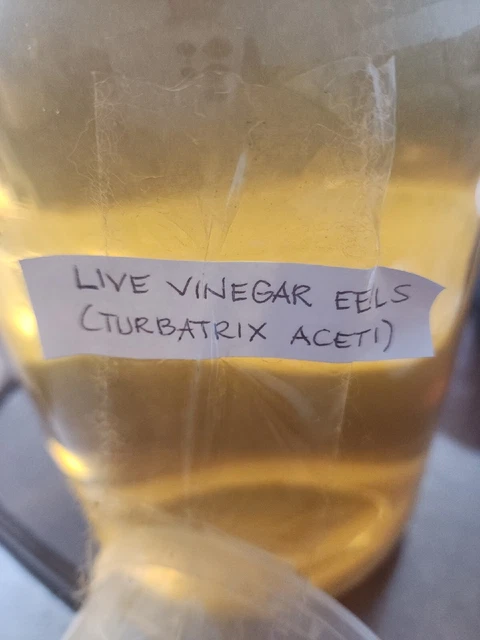 LIVE VINEGAR EELS
(TURBATRIX ACETI)